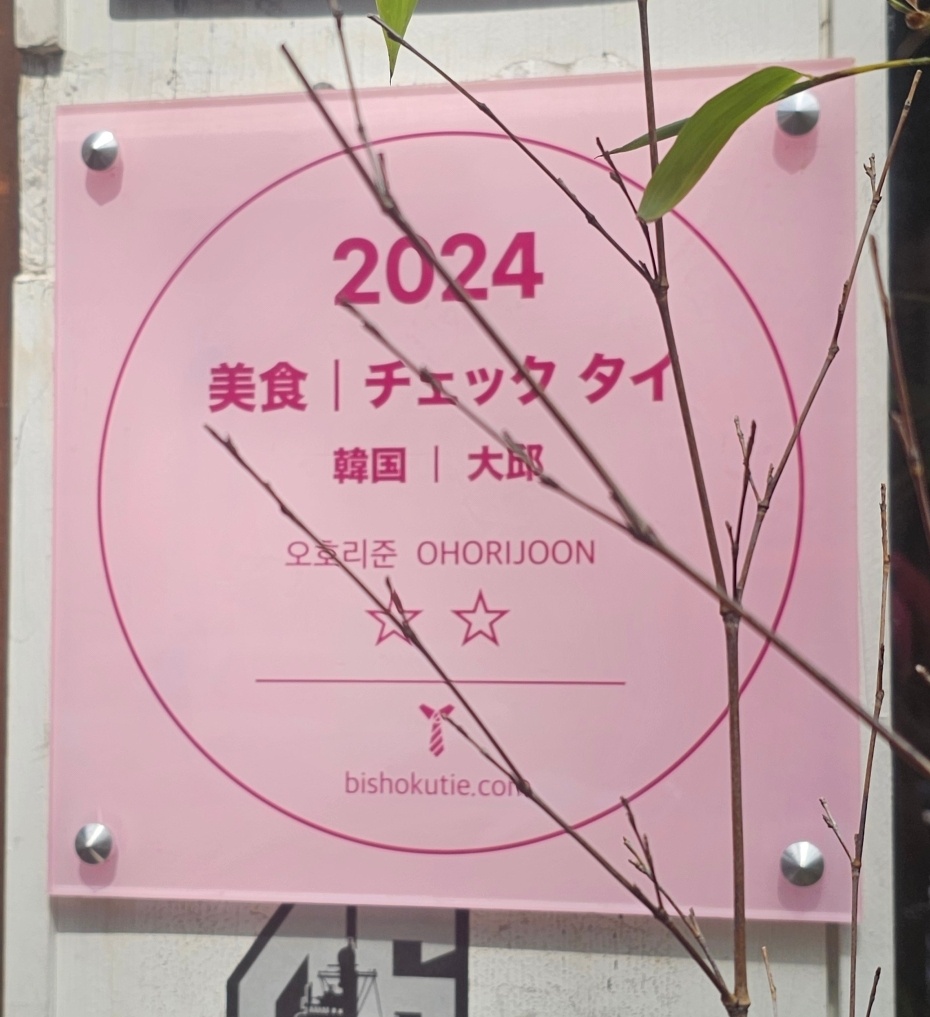 2024
美食｜チェック タイ
韓国｜大邱
오호리준 OHORIJOON
bishokutie.com